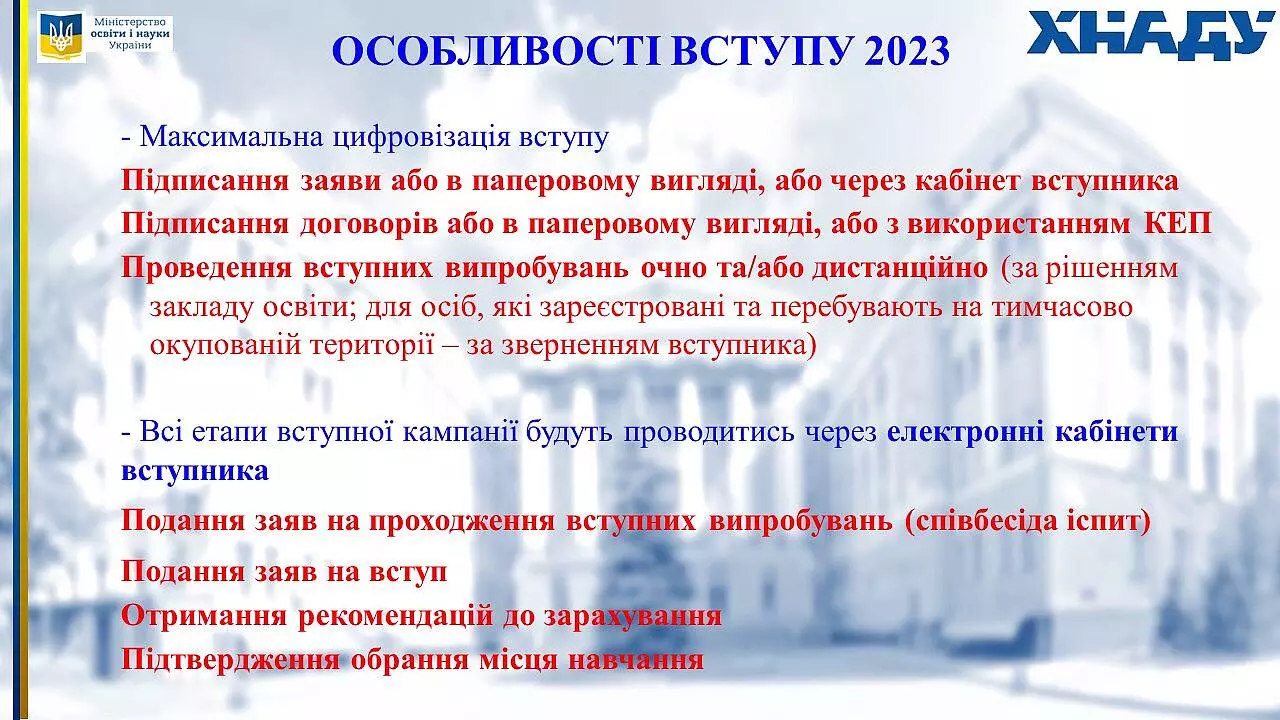 Міністерство
освіти і науки
України
ХНАДУ
ОСОБЛИВОСТІ ВСТУПУ 2023
- Максимальна цифровізація вступу
Підписання заяви або в паперовому вигляді, або через кабінет вступника
Підписання договорів або в паперовому вигляді, або з використанням КЕП
Проведення вступних випробувань очно та/або дистанційно (за рішенням
закладу освіти; для осіб, які зареєстровані та перебувають на тимчасово
окупованій території – за зверненням вступника)
- Всі етапи вступної кампанії будуть проводитись через електронні кабінети
вступника
Подання заяв на проходження вступних випробувань (співбесіда іспит)
Подання заяв на вступ
Отримання рекомендацій до зарахування
Підтвердження обрання місця навчання